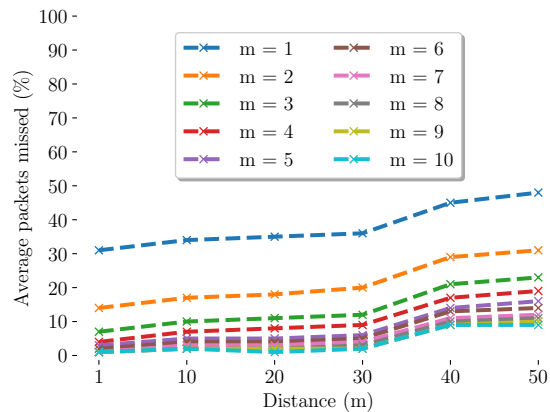 100
90
80
70
60
50
40
30
20
10
0
Average packets missed (%)
m = 1
m = 2
m = 3
m = 4
m = 5
m = 6
m = 7
m = 8
m = 9
m = 10
1
10
20
30
40
50
Distance (m)